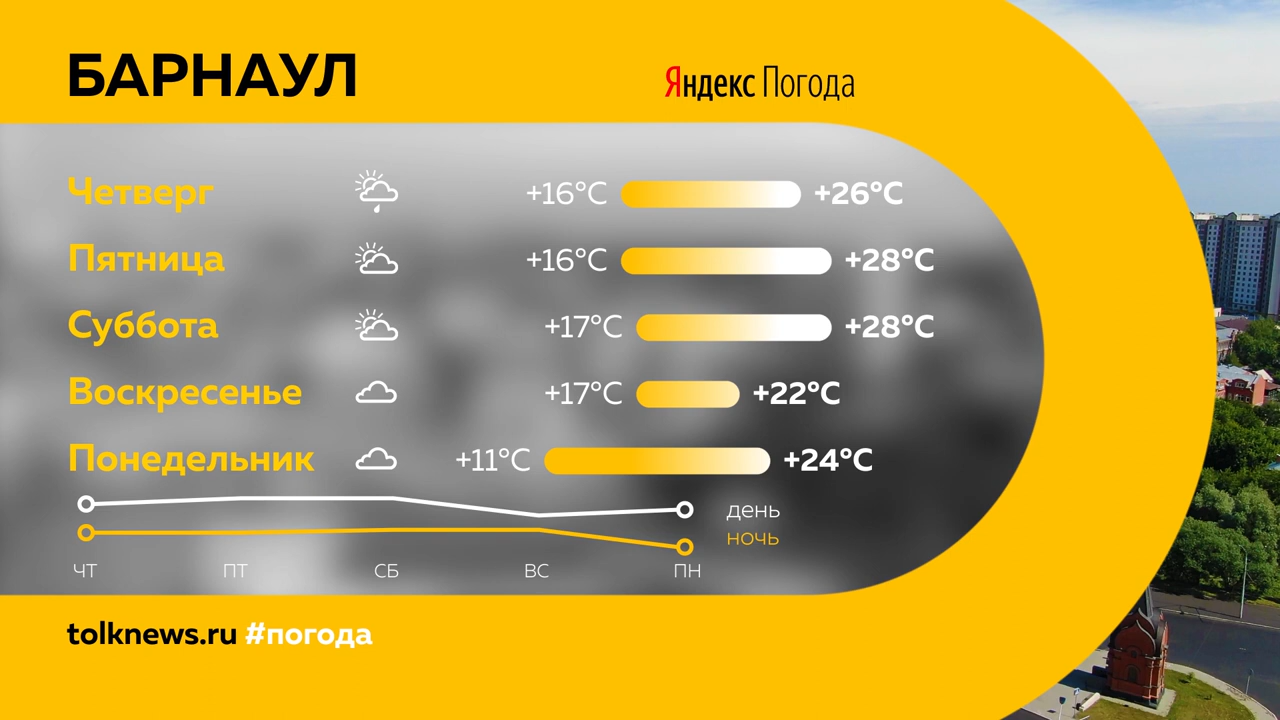 БАРНАУЛ
Яндекс Погода
Четверг +16°C +26°C
Пятница +16°C +28°C
Суббота +17°C +28°C
Воскресенье +17°C +22°C
Понедельник +11°C +24°C
день
ночь
ЧТ ПТ СБ ВС ПН
tolknews.ru #погода